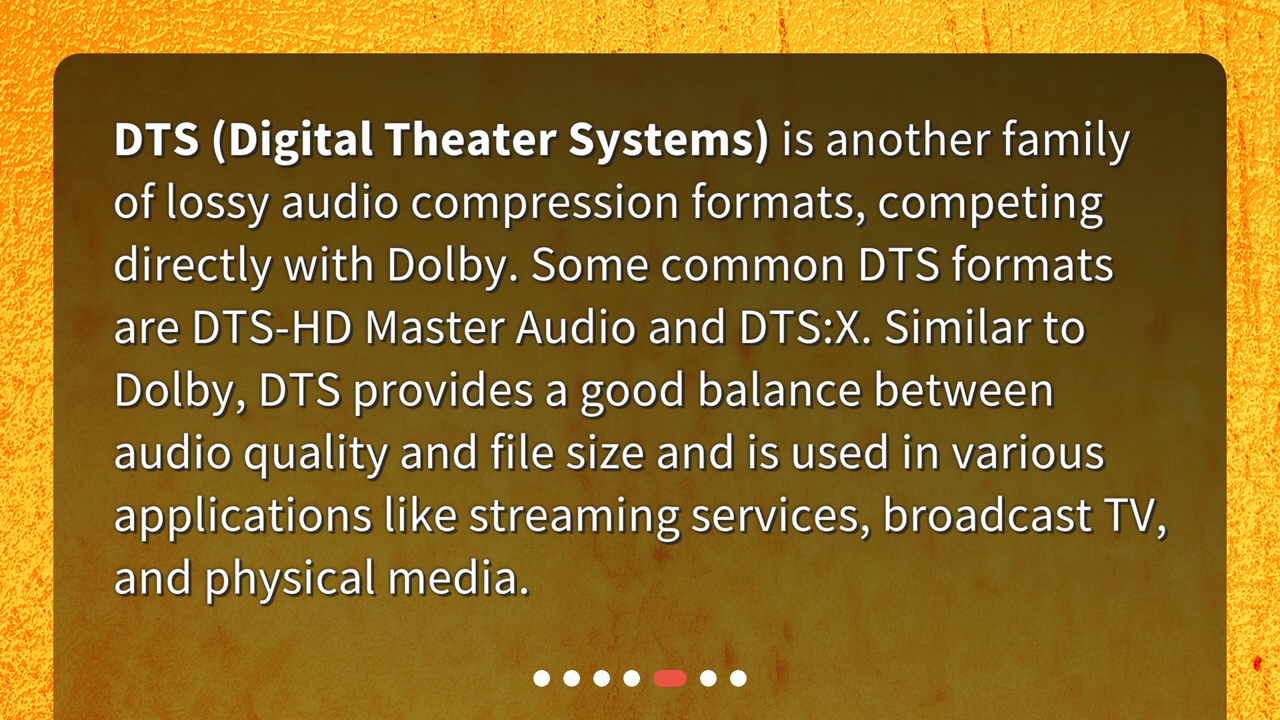 DTS (Digital Theater Systems) is another family
of lossy audio compression formats, competing
directly with Dolby. Some common DTS formats
are DTS-HD Master Audio and DTS:X. Similar to
Dolby, DTS provides a good balance between
audio quality and file size and is used in various
applications like streaming services, broadcast TV,
and physical media.